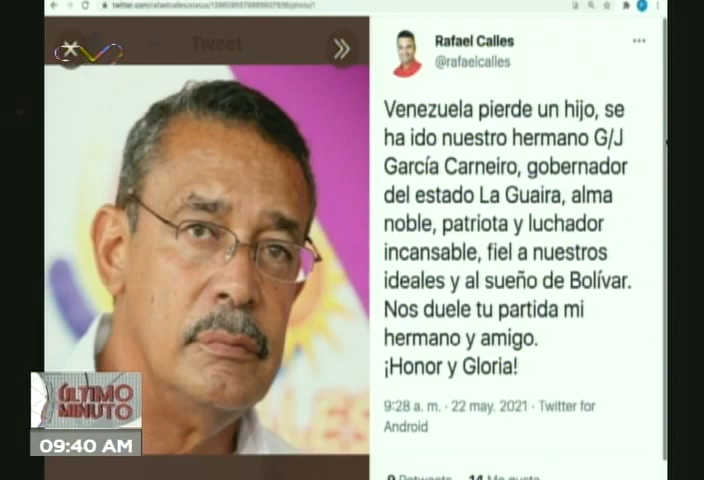 Tweet
Rafael Calles
@rafaelcalles
Venezuela pierde un hijo, se
ha ido nuestro hermano G/J
García Carneiro, gobernador
del estado La Guaira, alma
noble, patriota y luchador
incansable, fiel a nuestros
ideales y al sueño de Bolívar.
Nos duele tu partida mi
hermano y amigo.
¡Honor y Gloria!
9:28 a. m. · 22 may. 2021 · Twitter for
Android
ÚLTIMO
MINUTO
09:40 AM